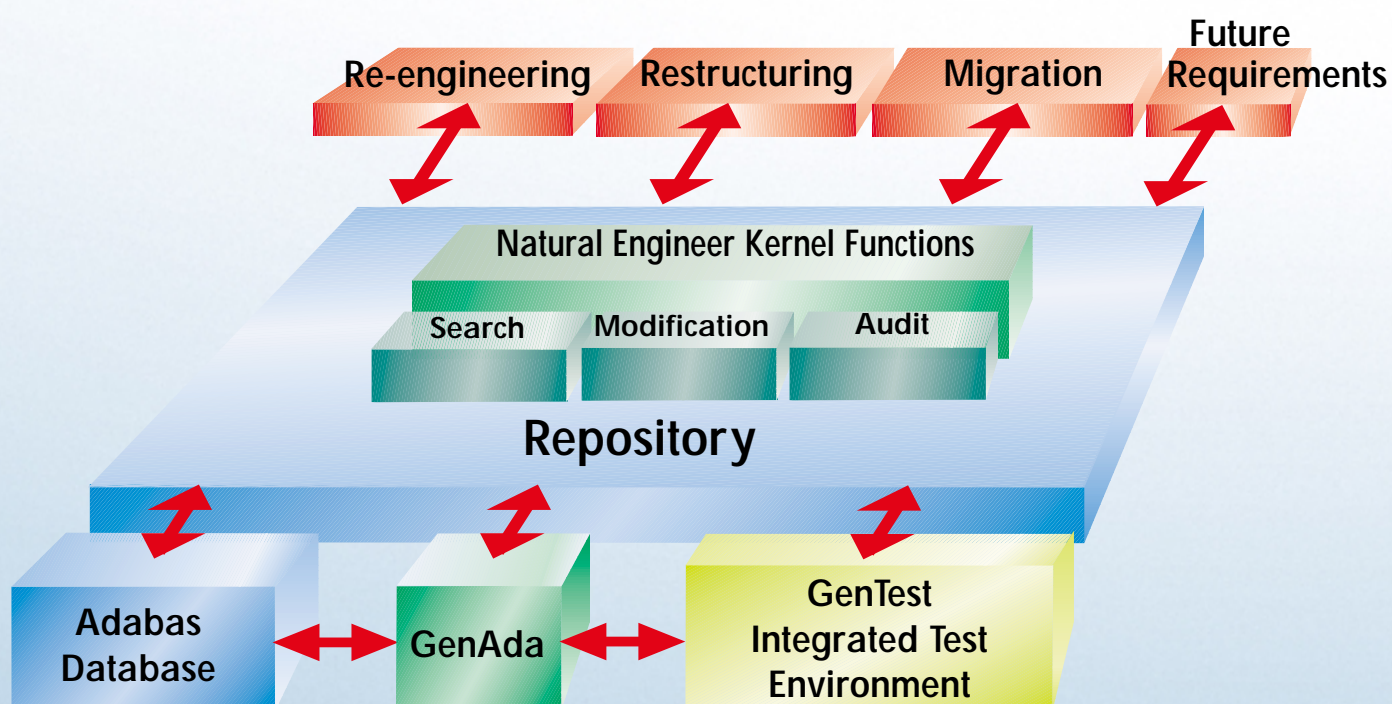 Re-engineering
Restructuring
Migration
Future
Requirements
Natural Engineer Kernel Functions
Search
Modification
Audit
Repository
Adabas
Database
GenAda
GenTest
Integrated Test
Environment